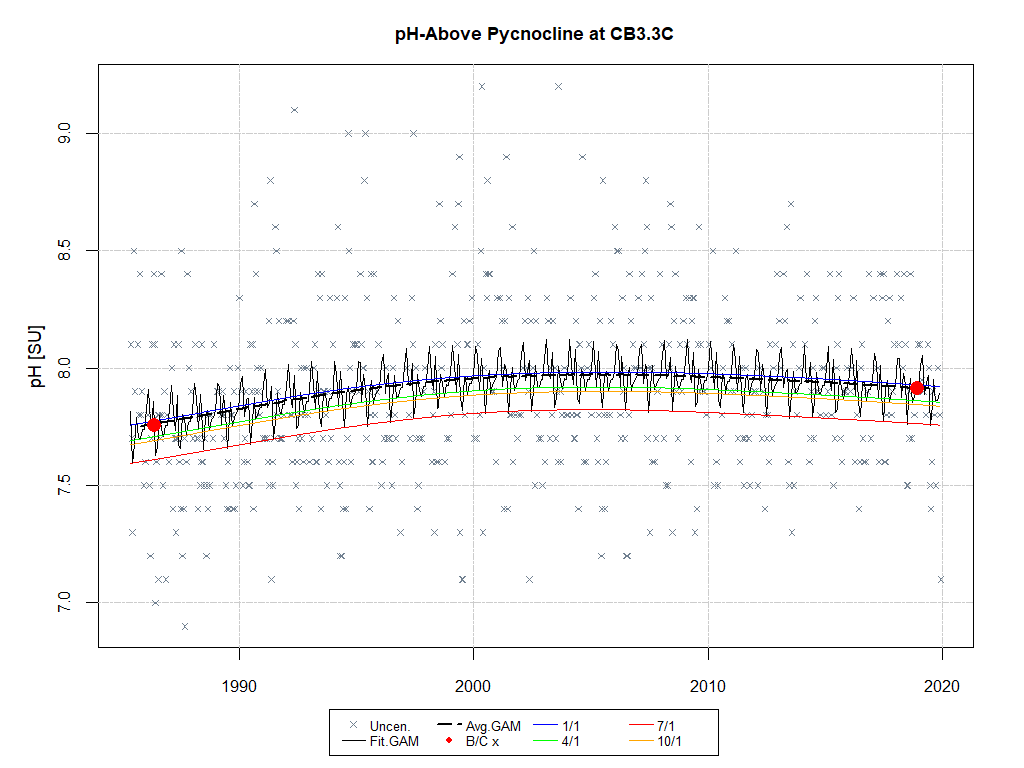 pH-Above Pycnocline at CB3.3C
pH [SU]
9.0
8.5
8.0
7.5
7.0
1990 2000 2010 2020
Uncen. Avg.GAM 1/1 7/1
Fit.GAM B/C x 4/1 10/1